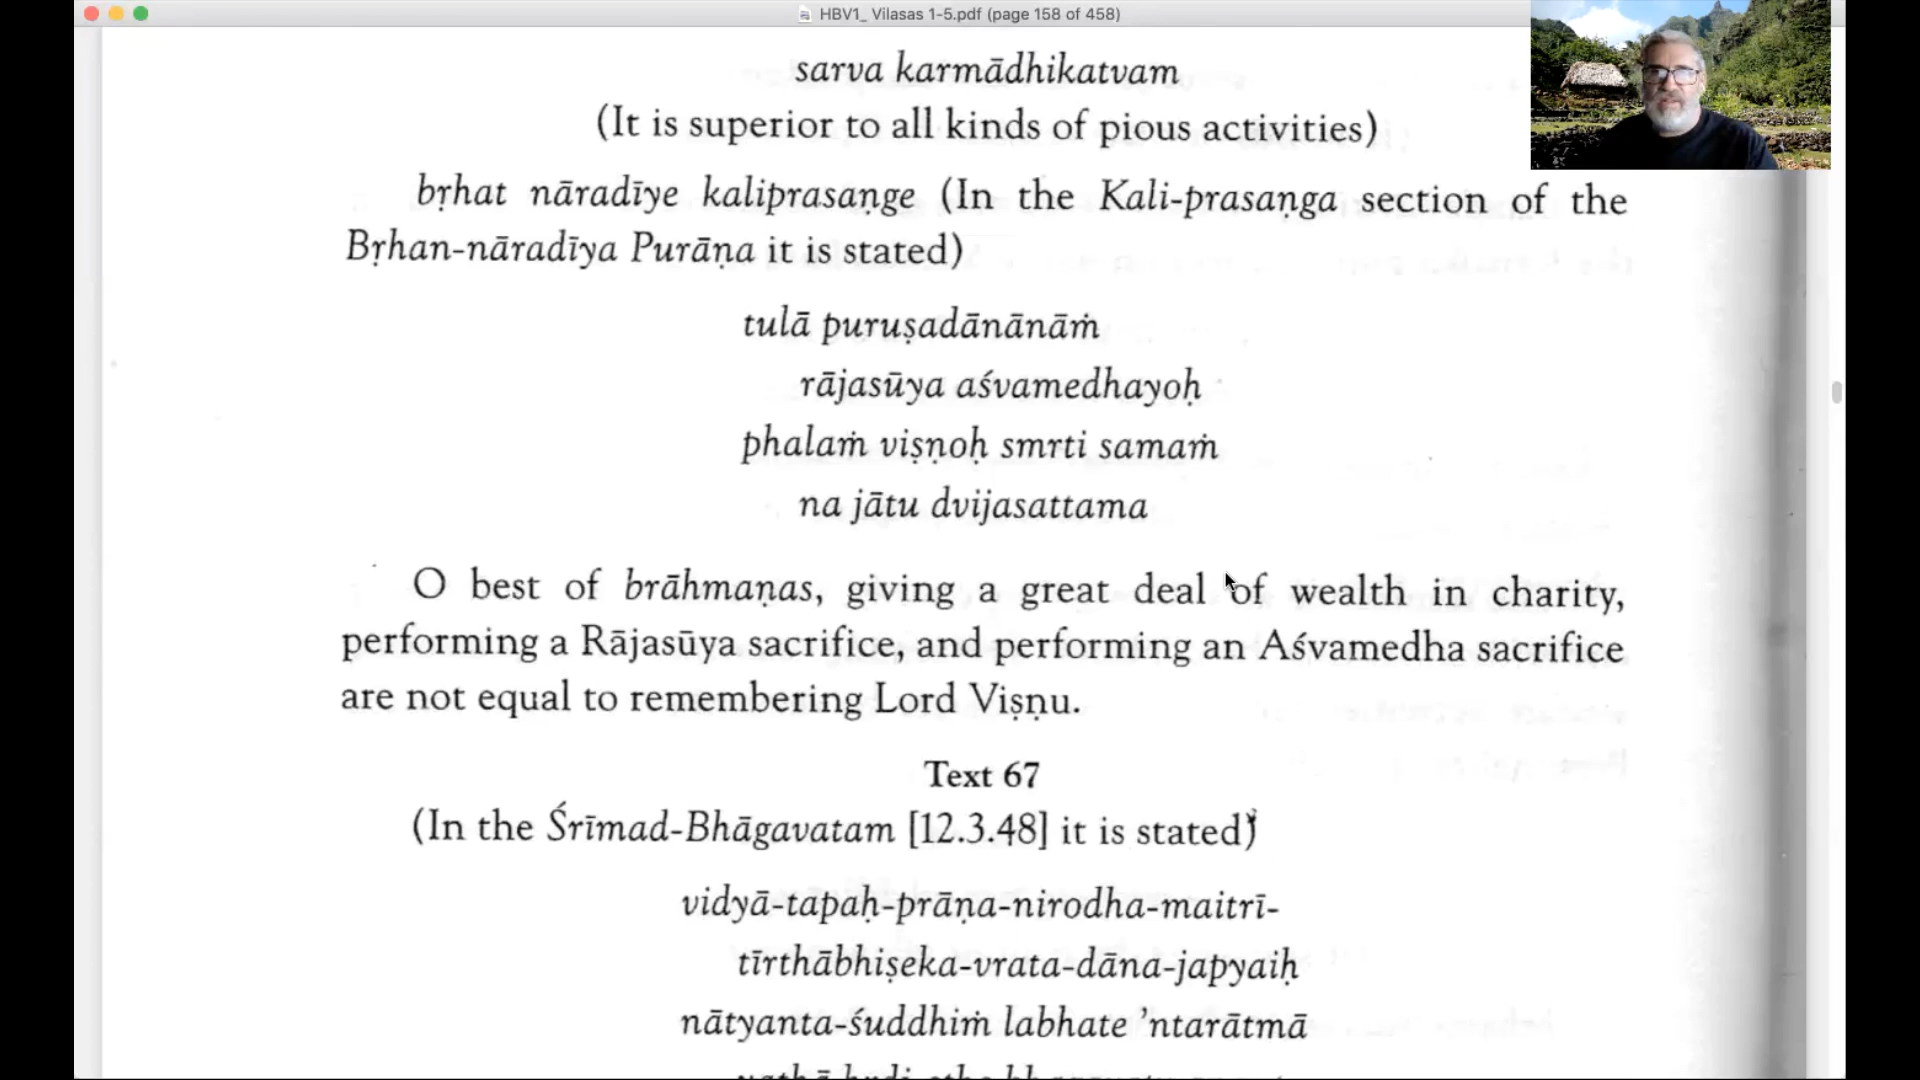 HBV1_ Vilasas 1-5.pdf (page 158 of 458)
sarva karmādhikatvam
(It is superior to all kinds of pious activities)
bṛhat nāradīye kaliprasaṇge (In the Kali-prasaṇga section of the
Bṛhan-nāradīya Purāṇa it is stated)
tulā puruṣadānānāṁ
rājasūya aśvamedhayoḥ
phalaṁ viṣṇoḥ smrti samaṁ
na jātu dvijasattama
O best of brāhmaṇas, giving a great deal of wealth in charity,
performing a Rājasūya sacrifice, and performing an Aśvamedha sacrifice
are not equal to remembering Lord Viṣṇu.
Text 67
(In the Śrīmad-Bhāgavatam [12.3.48] it is stated)
vidyā-tapaḥ-prāṇa-nirodha-maitrī-
tīrthābhiṣeka-vrata-dāna-japyaiḥ
nātyanta-śuddhiṁ labhate 'ntarātmā